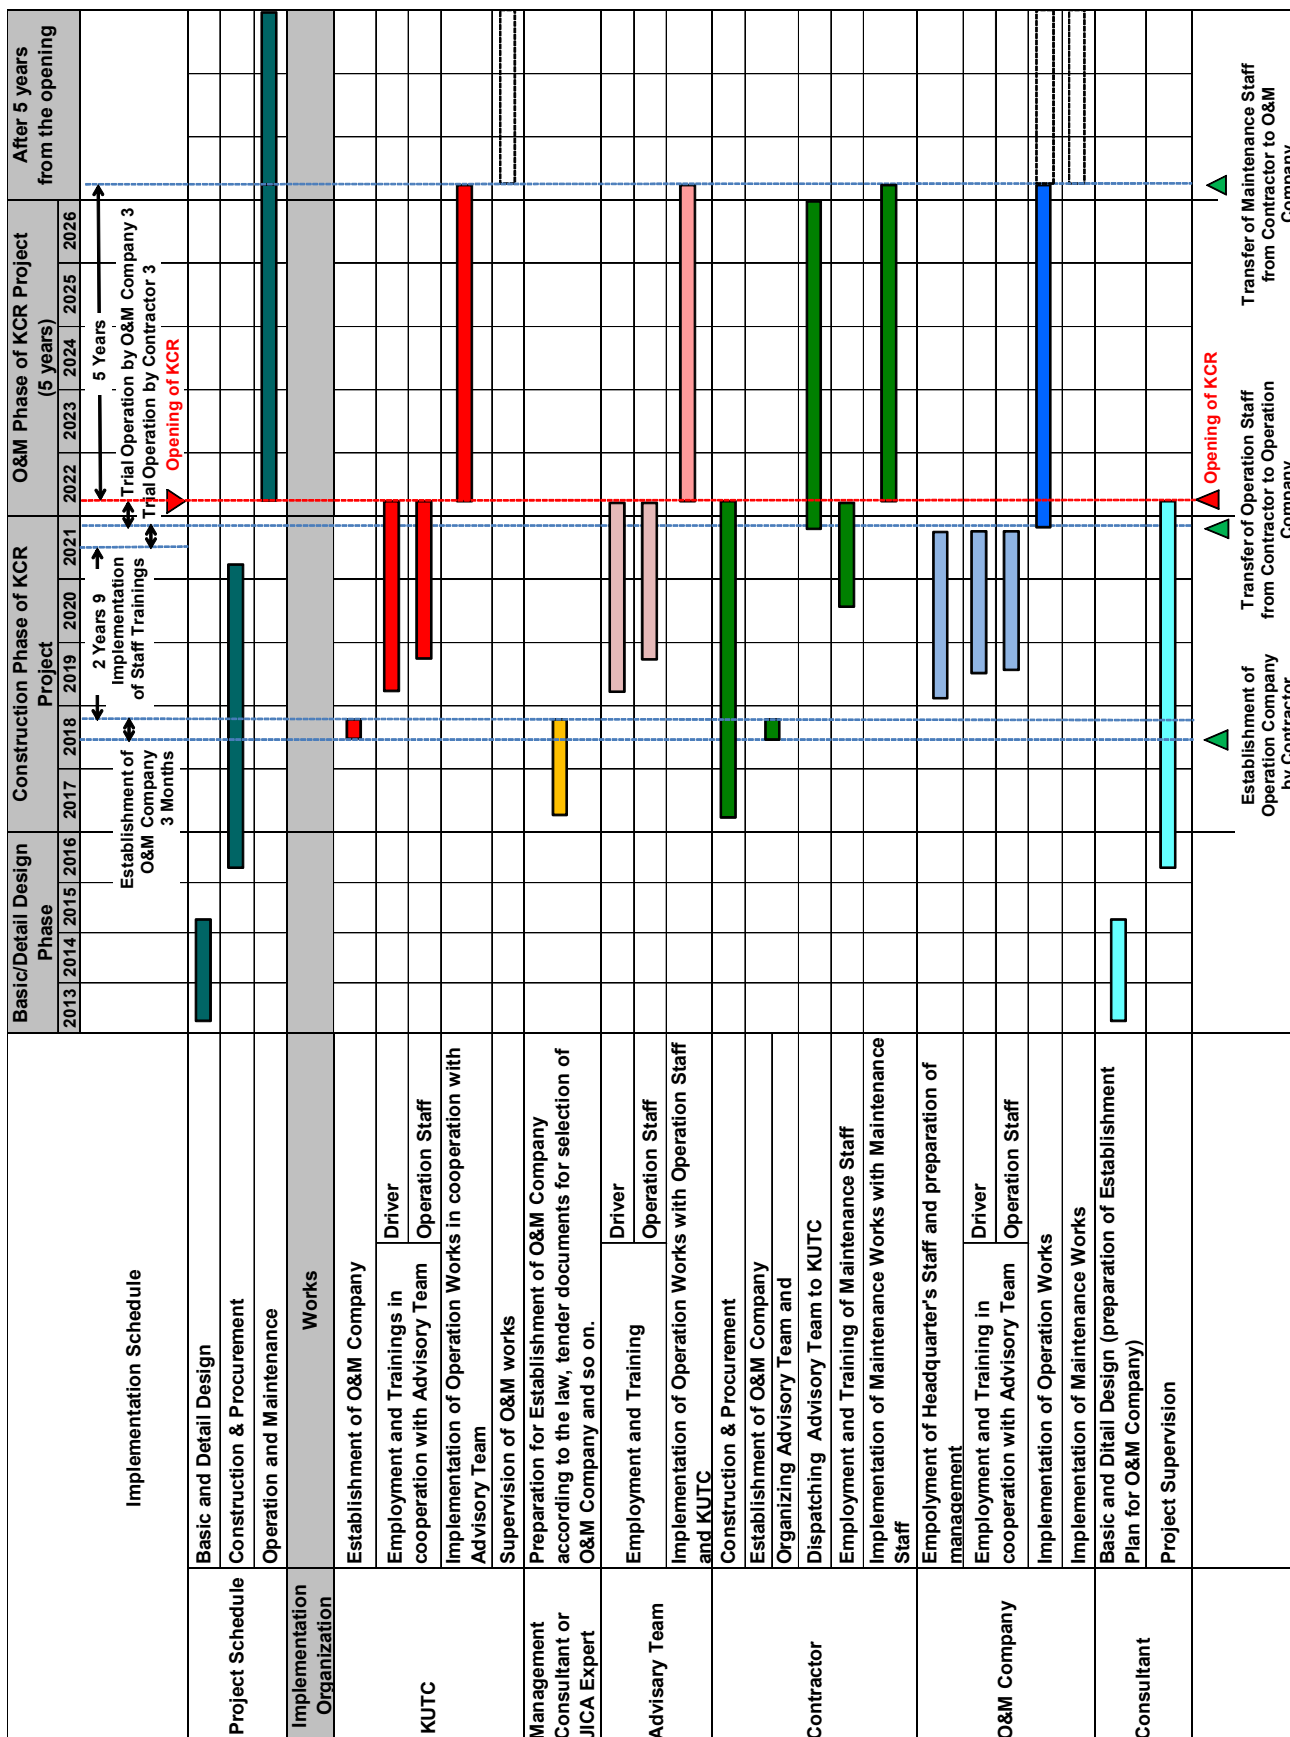 Implementation Schedule
Basic/Detail Design
Phase
Construction Phase of KCR
Project
O&M Phase of KCR Project
(5 years)
After 5 years
from the opening
2013
2014
2015
2016
2017
2018
2019
2020
2021
2022
2023
2024
2025
2026
Establishment of
O&M Company
3 Months
2 Years 9
Implementation
of Staff Trainings
5 Years
Trial Operation by O&M Company 3
Trial Operation by Contractor 3
Opening of KCR
Project Schedule
Basic and Detail Design
Construction & Procurement
Operation and Maintenance
Implementation
Organization
Works
KUTC
Establishment of O&M Company
Employment and Trainings in
cooperation with Advisory Team
Driver
Operation Staff
Implementation of Operation Works in cooperation with
Advisory Team
Supervision of O&M works
Management
Consultant or
JICA Expert
Preparation for Establishment of O&M Company
according to the law, tender documents for selection of
O&M Company and so on.
Advisary Team
Employment and Training
Driver
Operation Staff
Implementation of Operation Works with Operation Staff
and KUTC
Contractor
Construction & Procurement
Establishment of O&M Company
Organizing Advisory Team and
Dispatching Advisory Team to KUTC
Employment and Training of Maintenance Staff
Implementation of Maintenance Works with Maintenance
Staff
O&M Company
Empolyment of Headquarter's Staff and preparation of
management
Employment and Training in
cooperation with Advisory Team
Driver
Operation Staff
Implementation of Operation Works
Implementation of Maintenance Works
Consultant
Basic and Ditail Design (preparation of Establishment
Plan for O&M Company)
Project Supervision
Establishment of
Operation Company
by Contractor
Transfer of Operation Staff
from Contractor to Operation
Company
Opening of KCR
Transfer of Maintenance Staff
from Contractor to O&M
Company